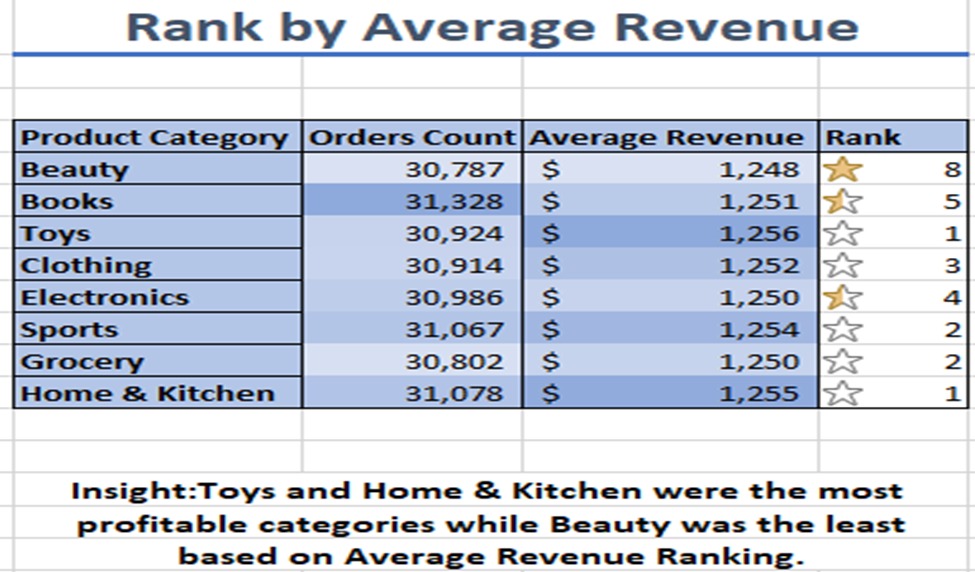 Rank by Average Revenue
Product Category Orders Count Average Revenue Rank
Beauty 30,787 $ 1,248 8
Books 31,328 $ 1,251 5
Toys 30,924 $ 1,256 1
Clothing 30,914 $ 1,252 3
Electronics 30,986 $ 1,250 4
Sports 31,067 $ 1,254 2
Grocery 30,802 $ 1,250 2
Home & Kitchen 31,078 $ 1,255 1
Insight:Toys and Home & Kitchen were the most
profitable categories while Beauty was the least
based on Average Revenue Ranking.